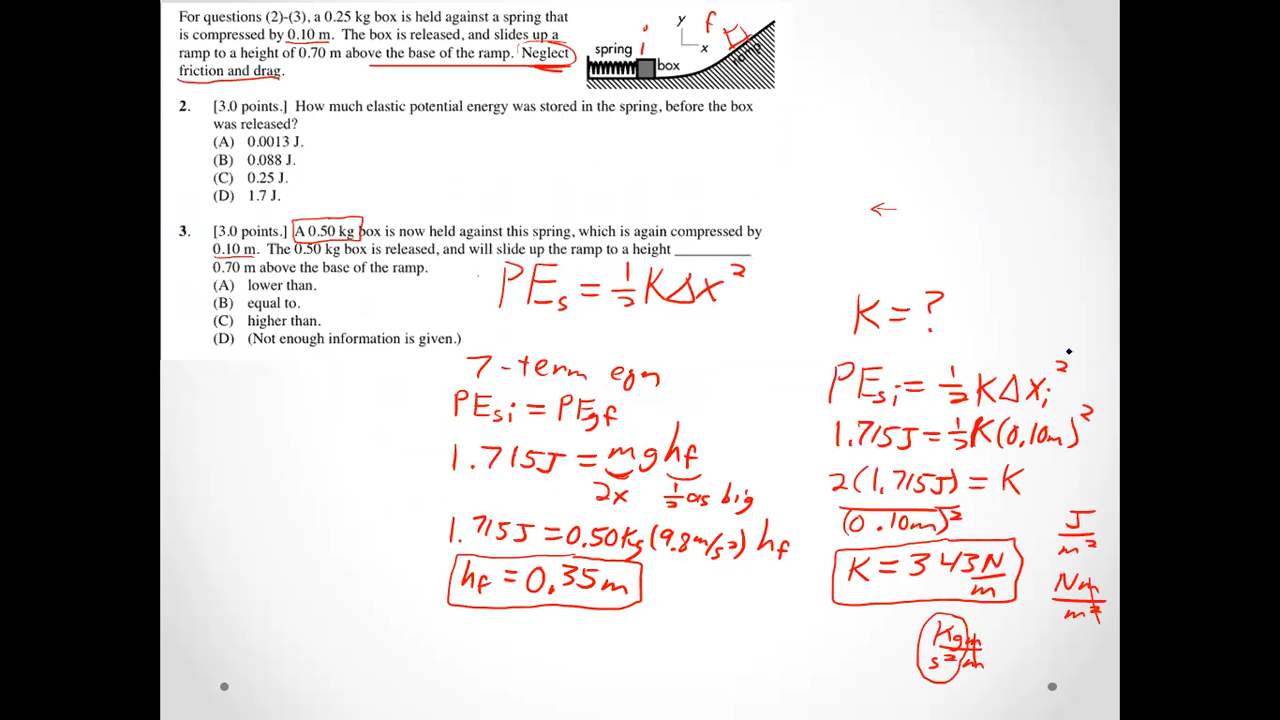 For questions (2)-(3), a 0.25 kg box is held against a spring that
is compressed by 0.10 m. The box is released, and slides up a
ramp to a height of 0.70 m above the base of the ramp. Neglect
friction and drag.
y
f
x
i
spring
box
2. [3.0 points.] How much elastic potential energy was stored in the spring, before the box
was released?
(A) 0.0013 J.
(B) 0.088 J.
(C) 0.25 J.
(D) 1.7 J.
3. [3.0 points.] A 0.50 kg box is now held against this spring, which is again compressed by
0.10 m. The 0.50 kg box is released, and will slide up the ramp to a height ________
0.70 m above the base of the ramp.
(A) lower than.
(B) equal to.
(C) higher than.
(D) (Not enough information is given.)
PEs = 1/2 KΔx²
7-term eqn
PEsi = PEgf
1.715J = mghf
2x 1/2 as big
1.715J = 0.50Kg(9.8m/s²) hf
hf = 0.35m
K = ?
PEsi = 1/2 KΔxi²
1.715J = 1/2 K(0.10m)²
2(1.715J) = K
(0.10m)²
K = 343 N/m
J/m²
Nm/m²
Kgm/s²/m